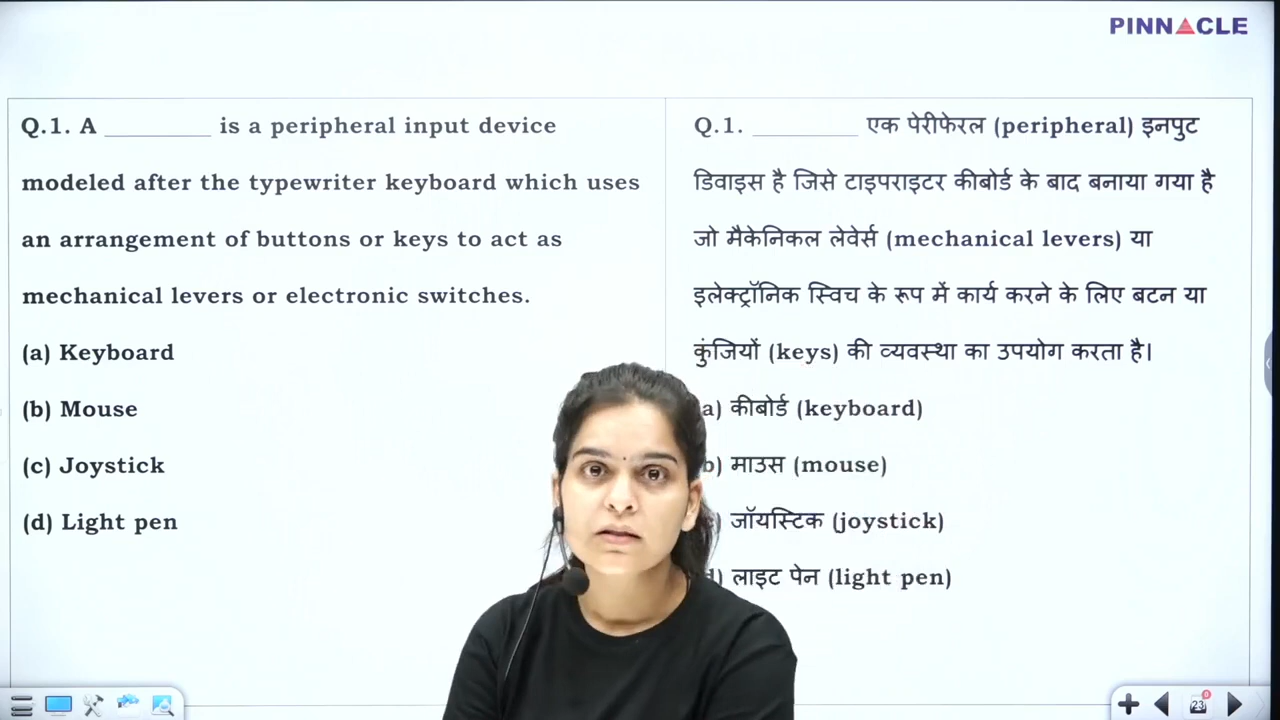 PINNACLE
Q.1. A _________ is a peripheral input device
modeled after the typewriter keyboard which uses
an arrangement of buttons or keys to act as
mechanical levers or electronic switches.
(a) Keyboard
(b) Mouse
(c) Joystick
(d) Light pen
Q.1. _________ एक पेरीफेरल (peripheral) इनपुट
डिवाइस है जिसे टाइपराइटर कीबोर्ड के बाद बनाया गया है
जो मैकेनिकल लेवेर्स (mechanical levers) या
इलेक्ट्रॉनिक स्विच के रूप में कार्य करने के लिए बटन या
कुंजियों (keys) की व्यवस्था का उपयोग करता है।
a) कीबोर्ड (keyboard)
b) माउस (mouse)
) जॉयस्टिक (joystick)
d) लाइट पेन (light pen)
23